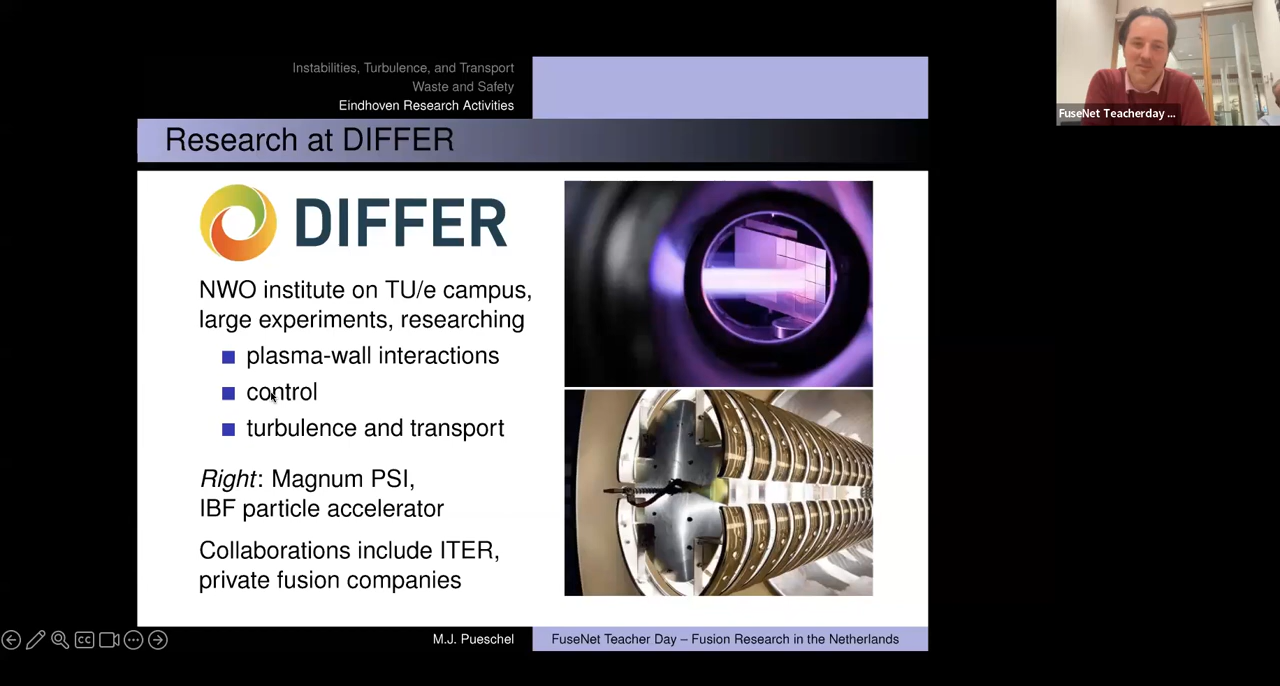 Instabilities, Turbulence, and Transport
Waste and Safety
Eindhoven Research Activities
Research at DIFFER
DIFFER
NWO institute on TU/e campus,
large experiments, researching
plasma-wall interactions
control
turbulence and transport
Right: Magnum PSI,
IBF particle accelerator
Collaborations include ITER,
private fusion companies
M.J. Pueschel
FuseNet Teacher Day – Fusion Research in the Netherlands
CC
FuseNet Teacherday ...